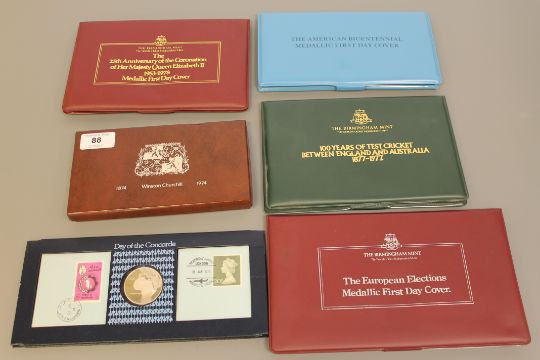 THE BIRMINGHAM MINT
The
25th Anniversary of the Coronation
of Her Majesty Queen Elizabeth II
1953-1978
Medallic First Day Cover
THE AMERICAN BICENTENNIAL
MEDALLIC FIRST DAY COVER
88
1874 Winston Churchill 1974
THE BIRMINGHAM MINT
100 YEARS OF TEST CRICKET
BETWEEN ENGLAND AND AUSTRALIA
1877-1977
Day of the Concorde
THE BIRMINGHAM MINT
The European Elections
Medallic First Day Cover.